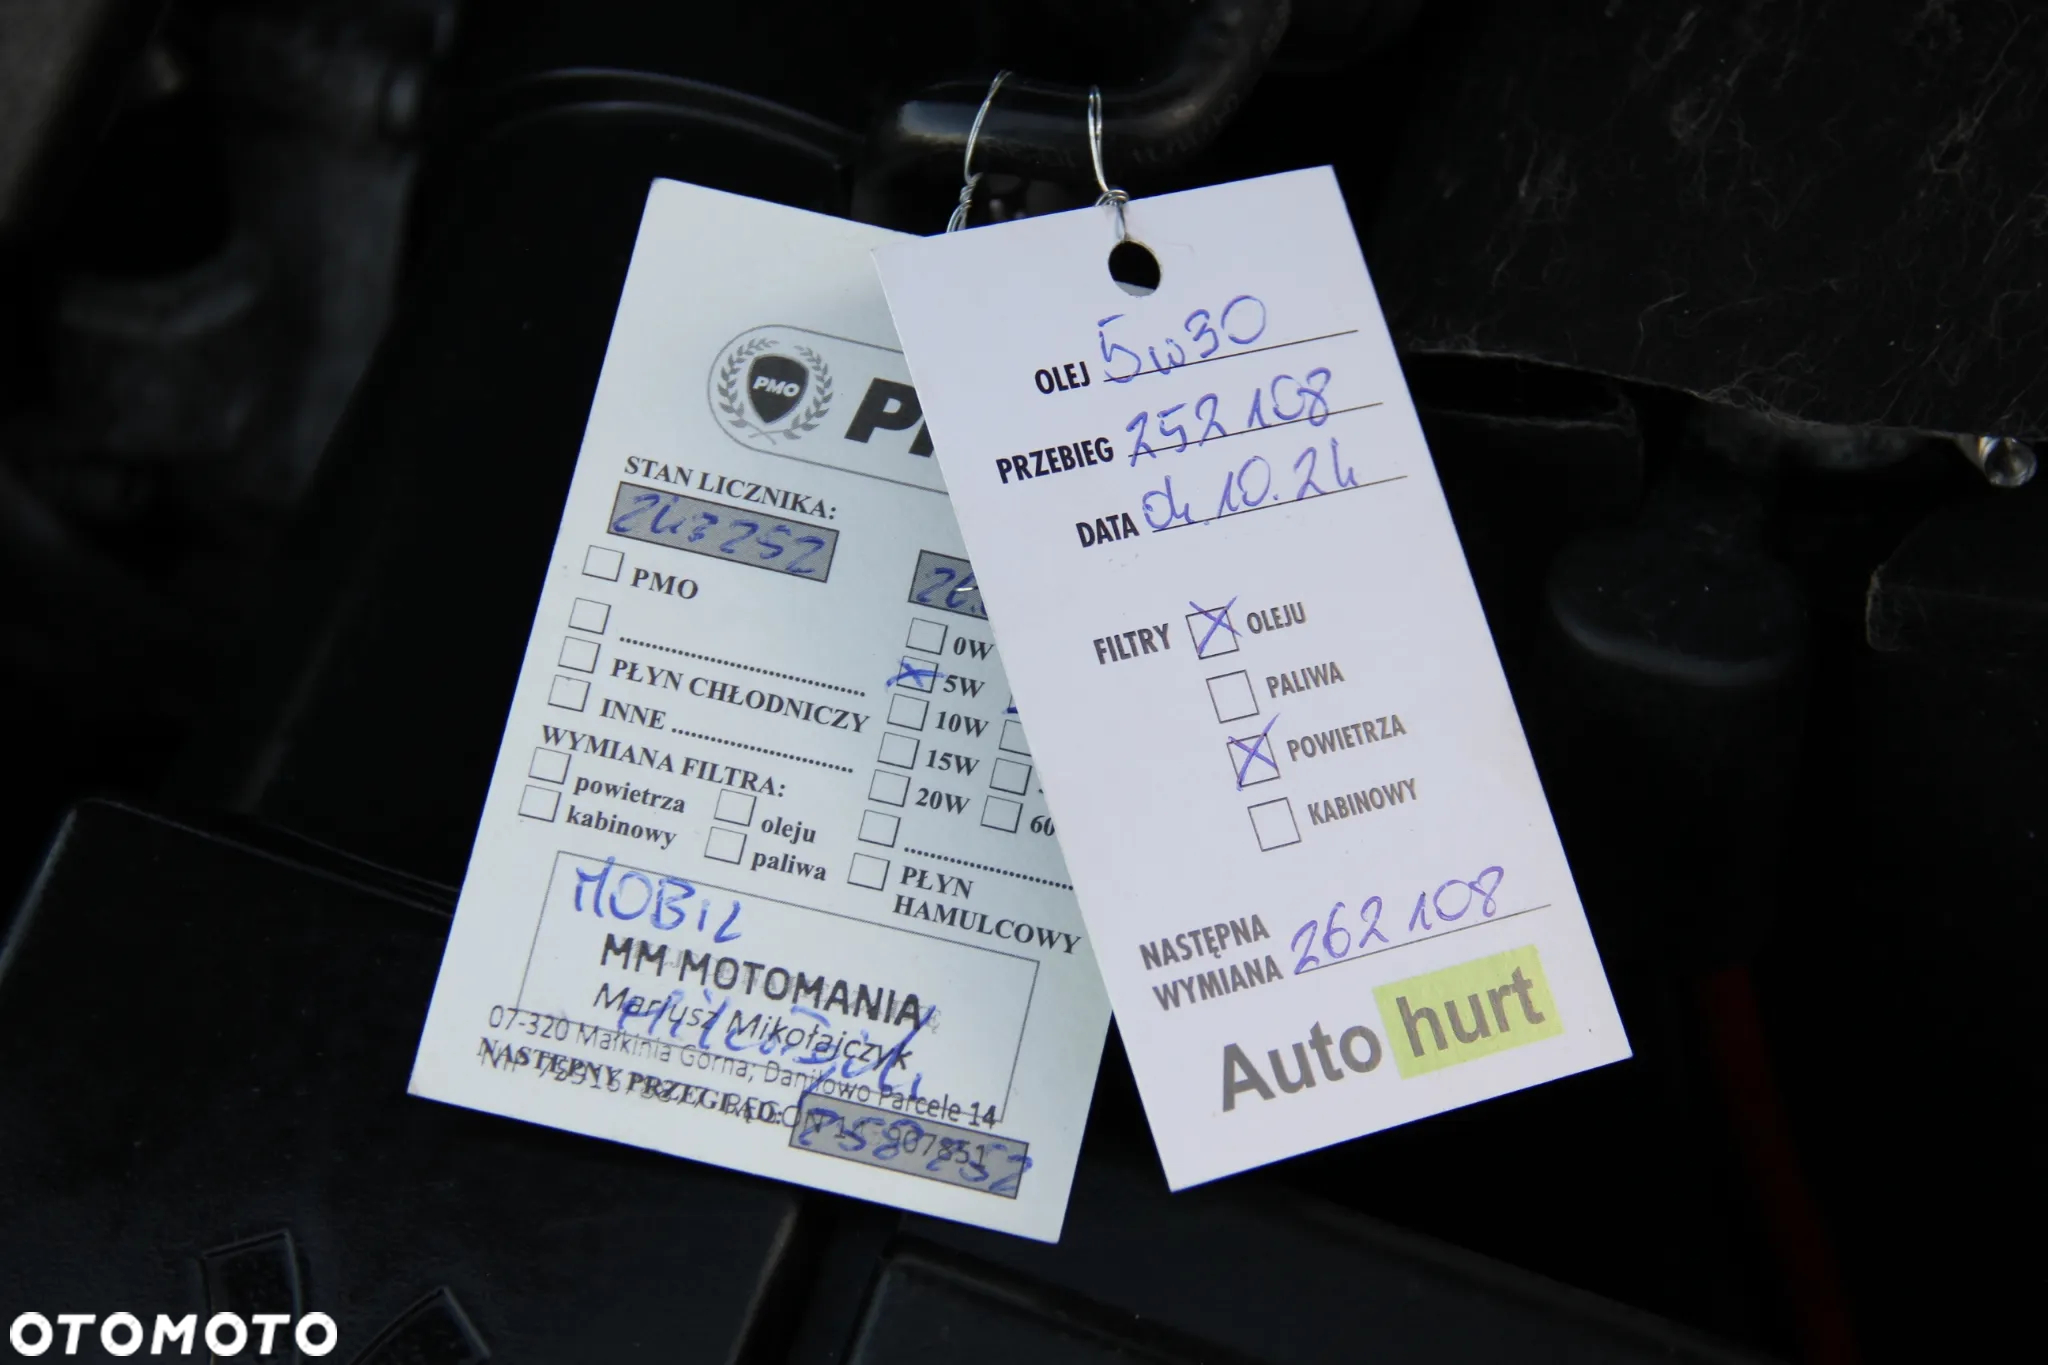 PMO
STAN LICZNIKA:
243252
PMO
PŁYN CHŁODNICZY
INNE
WYMIANA FILTRA:
powietrza
kabinowy
oleju
paliwa
0W
5W
10W
15W
20W
60
PŁYN
HAMULCOWY
MOBIL
MM MOTOMANIA
Mariusz Mikołajczyk
07-320 Małkinia Górna; Daniłowo Parcele 14
NASTĘPNY PRZEGLĄD:
258252
OLEJ 5W30
PRZEBIEG 252108
DATA 04.10.24
FILTRY
OLEJU
PALIWA
POWIETRZA
KABINOWY
NASTĘPNA
WYMIANA 262108
Auto hurt
OTOMOTO